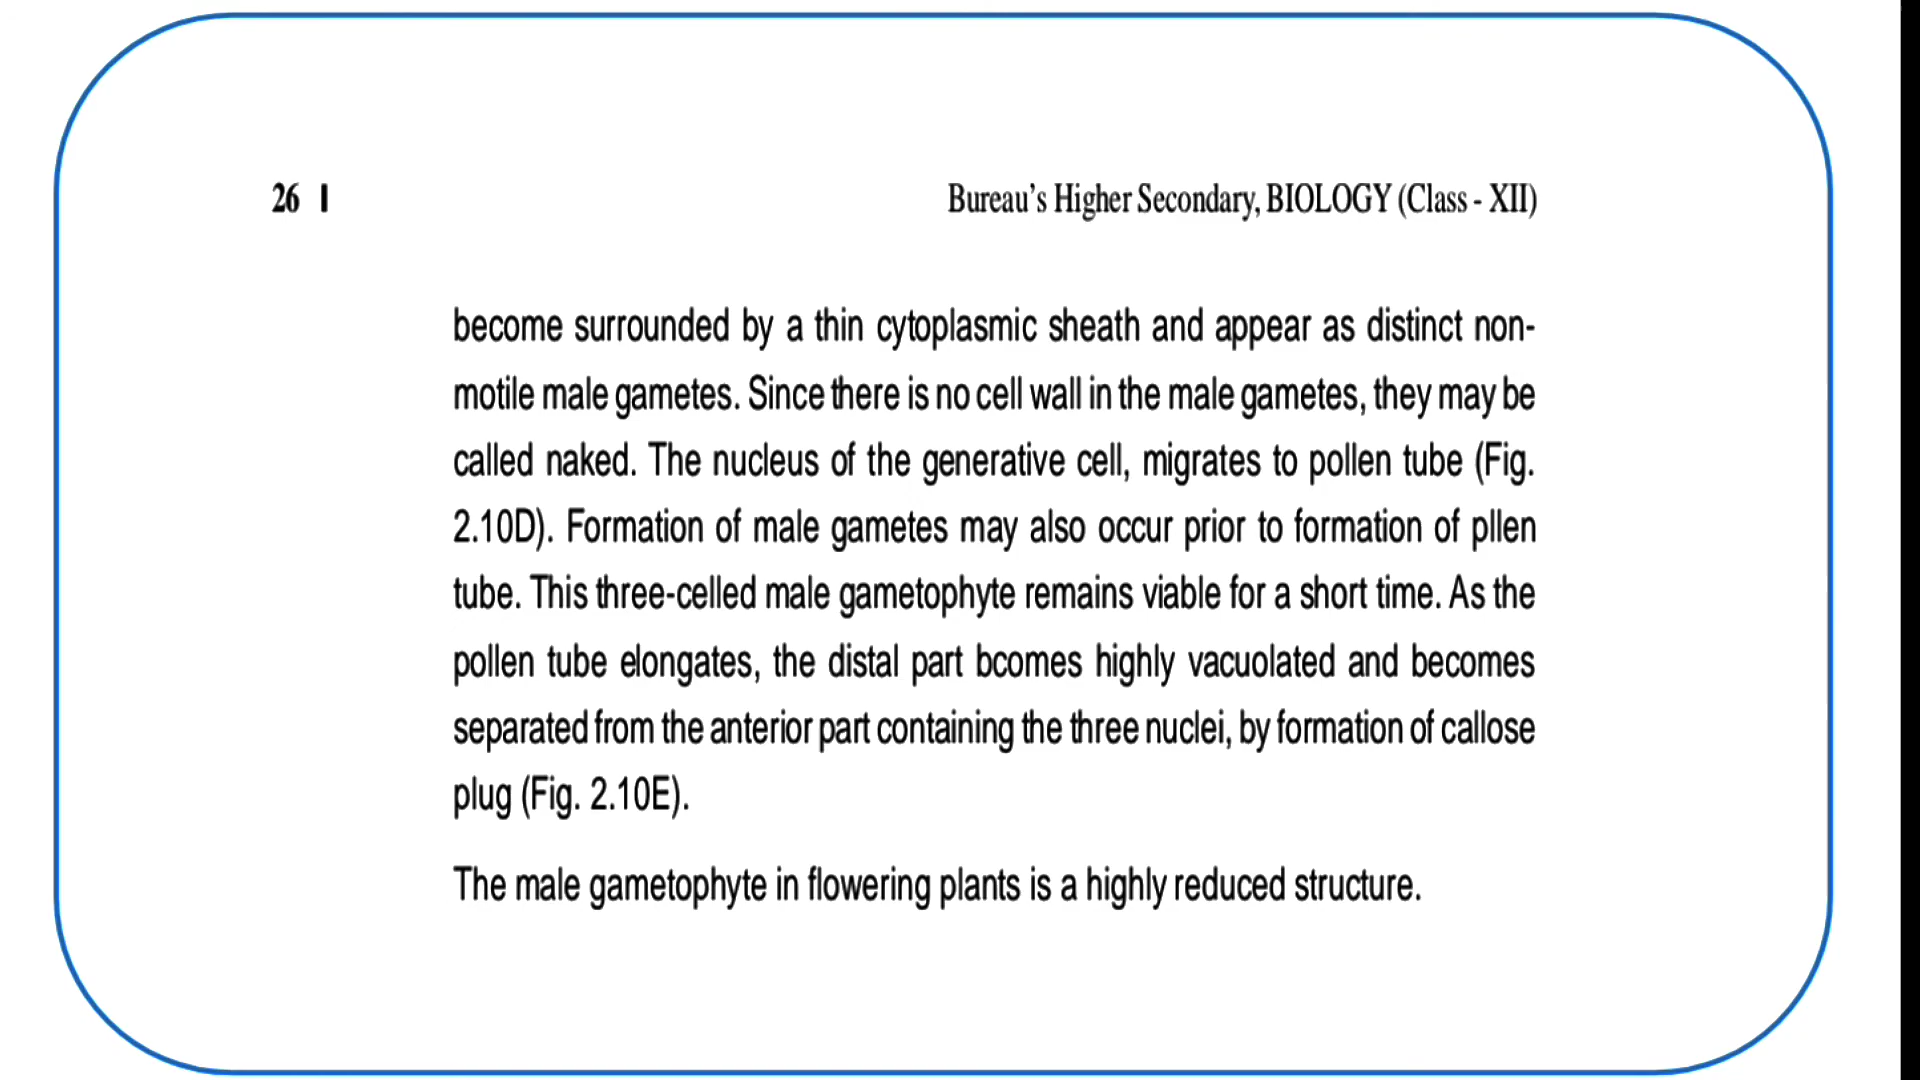 26 I
Bureau's Higher Secondary, BIOLOGY (Class - XII)
become surrounded by a thin cytoplasmic sheath and appear as distinct non-
motile male gametes. Since there is no cell wall in the male gametes, they may be
called naked. The nucleus of the generative cell, migrates to pollen tube (Fig.
2.10D). Formation of male gametes may also occur prior to formation of pllen
tube. This three-celled male gametophyte remains viable for a short time. As the
pollen tube elongates, the distal part bcomes highly vacuolated and becomes
separated from the anterior part containing the three nuclei, by formation of callose
plug (Fig. 2.10E).
The male gametophyte in flowering plants is a highly reduced structure.